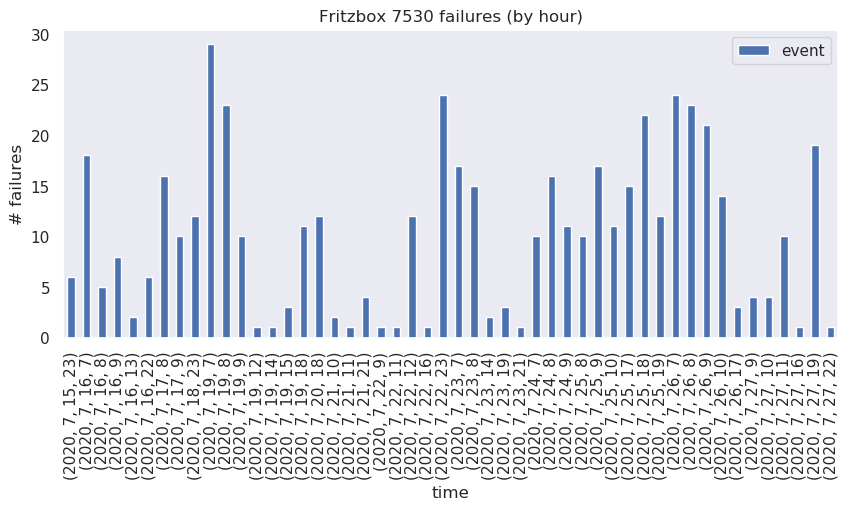 Fritzbox 7530 failures (by hour)
event
# failures
30
25
20
15
10
5
0
(2020, 7, 15, 23)
(2020, 7, 16, 7)
(2020, 7, 16, 8)
(2020, 7, 16, 9)
(2020, 7, 16, 13)
(2020, 7, 16, 22)
(2020, 7, 17, 8)
(2020, 7, 17, 9)
(2020, 7, 18, 23)
(2020, 7, 19, 7)
(2020, 7, 19, 8)
(2020, 7, 19, 9)
(2020, 7, 19, 12)
(2020, 7, 19, 14)
(2020, 7, 19, 15)
(2020, 7, 19, 18)
(2020, 7, 20, 18)
(2020, 7, 21, 10)
(2020, 7, 21, 11)
(2020, 7, 21, 21)
(2020, 7, 22, 9)
(2020, 7, 22, 11)
(2020, 7, 22, 12)
(2020, 7, 22, 16)
(2020, 7, 22, 23)
(2020, 7, 23, 7)
(2020, 7, 23, 8)
(2020, 7, 23, 14)
(2020, 7, 23, 19)
(2020, 7, 23, 21)
(2020, 7, 24, 7)
(2020, 7, 24, 8)
(2020, 7, 24, 9)
(2020, 7, 25, 8)
(2020, 7, 25, 9)
(2020, 7, 25, 10)
(2020, 7, 25, 17)
(2020, 7, 25, 18)
(2020, 7, 25, 19)
(2020, 7, 26, 7)
(2020, 7, 26, 8)
(2020, 7, 26, 9)
(2020, 7, 26, 10)
(2020, 7, 26, 17)
(2020, 7, 27, 9)
(2020, 7, 27, 10)
(2020, 7, 27, 11)
(2020, 7, 27, 16)
(2020, 7, 27, 19)
(2020, 7, 27, 22)
time